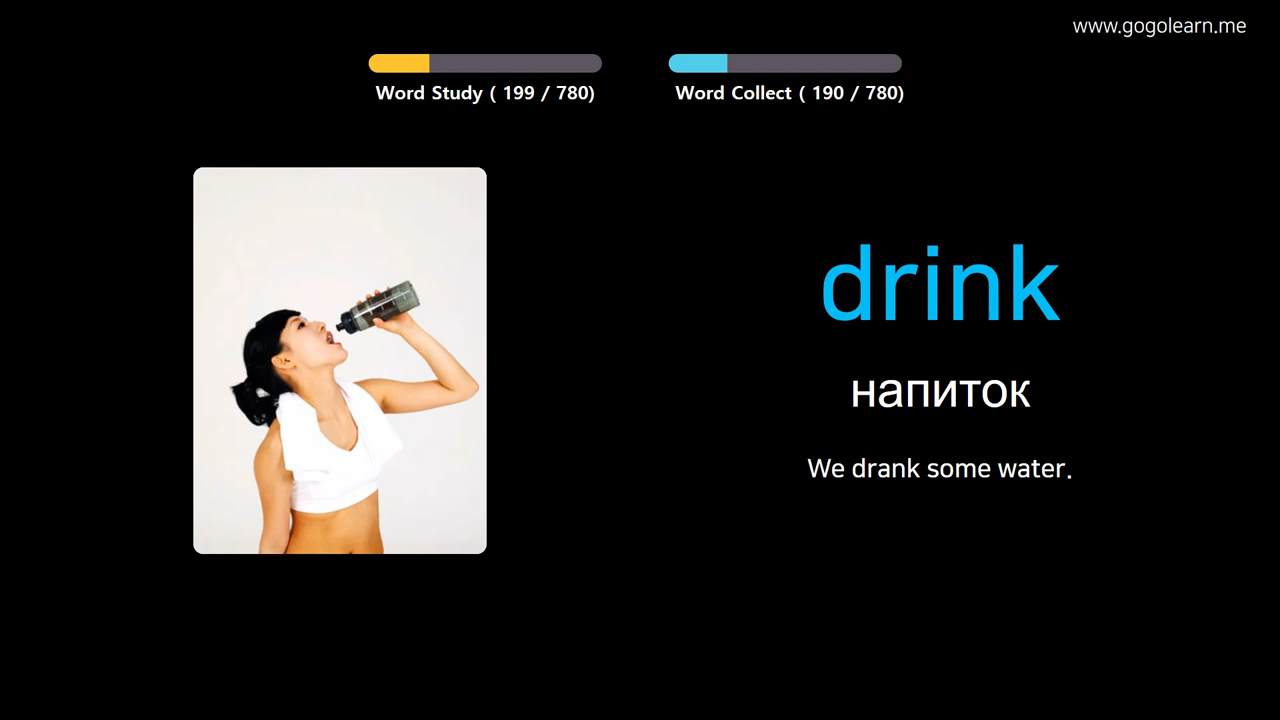 www.gogolearn.me
Word Study ( 199 / 780)
Word Collect ( 190 / 780)
drink
напиток
We drank some water.